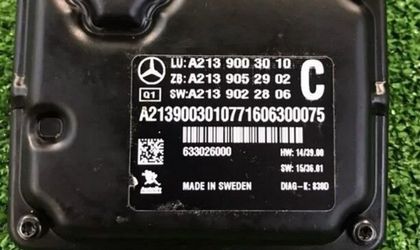 LU: A213 900 30 10
ZB: A213 905 29 02
SW: A213 902 28 06
C
Q1
A2139003010771606300075
633026000
HW: 14/39.00
SW: 15/36.01
MADE IN SWEDEN
DIAG-K: 830D